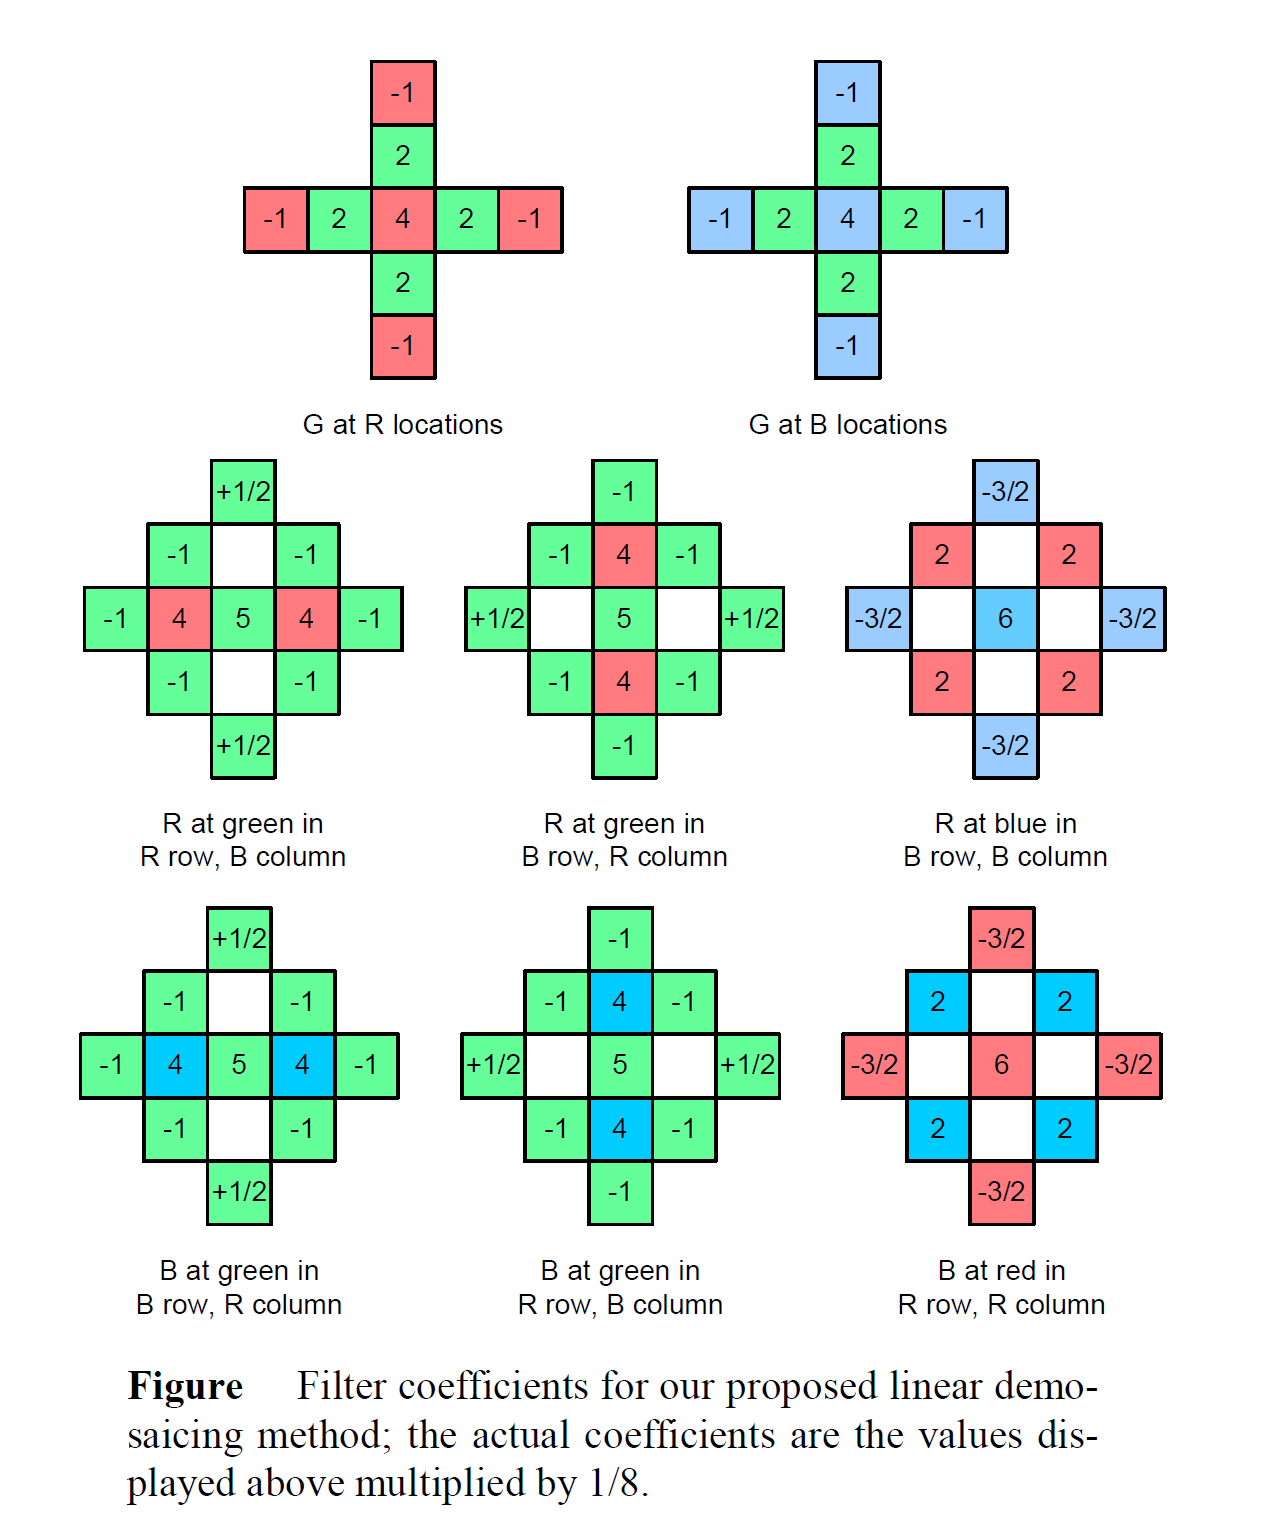 -1 -1
2 2
-1 2 4 2 -1 -1 2 4 2 -1
2 2
-1 -1
G at R locations G at B locations
+1/2 -1 -3/2
-1 -1 -1 4 -1 2 2
-1 4 5 4 -1 +1/2 5 +1/2 -3/2 6 -3/2
-1 -1 -1 4 -1 2 2
+1/2 -1 -3/2
R at green in R at green in R at blue in
R row, B column B row, R column B row, B column
+1/2 -1 -3/2
-1 -1 -1 4 -1 2 2
-1 4 5 4 -1 +1/2 5 +1/2 -3/2 6 -3/2
-1 -1 -1 4 -1 2 2
+1/2 -1 -3/2
B at green in B at green in B at red in
B row, R column R row, B column R row, R column
Figure Filter coefficients for our proposed linear demo-
saicing method; the actual coefficients are the values dis-
played above multiplied by 1/8.